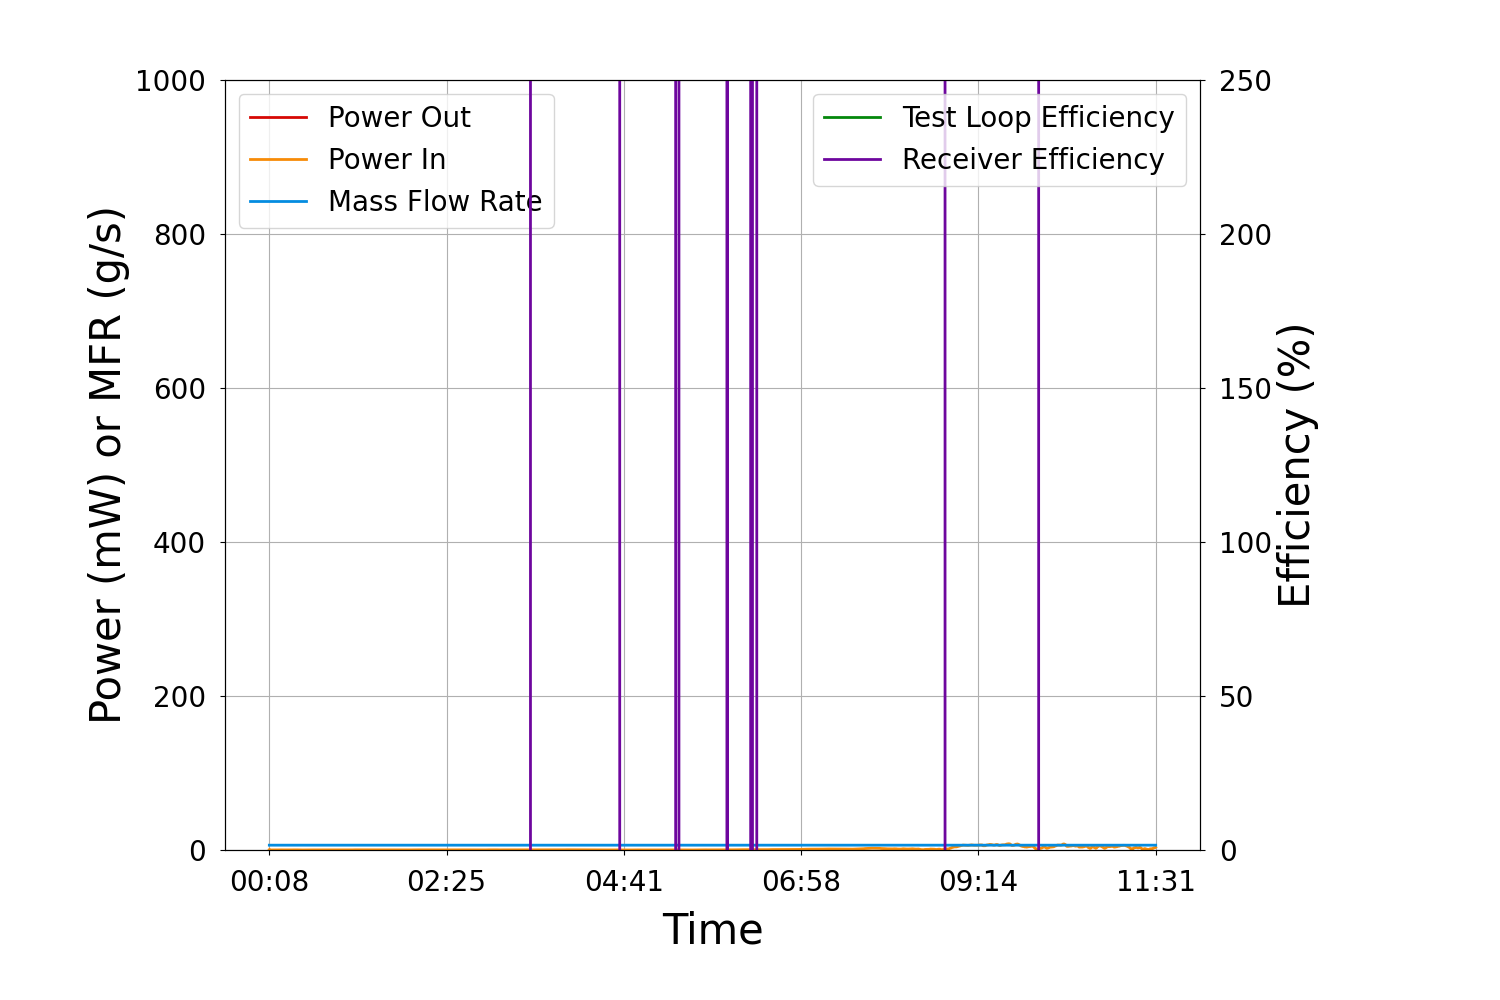 1000
800
600
400
200
0
Power (mW) or MFR (g/s)
Power Out
Power In
Mass Flow Rate
Test Loop Efficiency
Receiver Efficiency
250
200
150
100
50
0
Efficiency (%)
00:08 02:25 04:41 06:58 09:14 11:31
Time